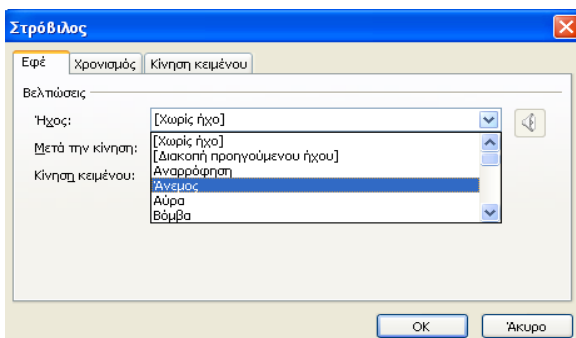 Στρόβιλος
Εφέ Χρονισμός Κίνηση κειμένου
Βελτιώσεις
Ήχος: [Χωρίς ήχο]
Μετά την κίνηση:
Κίνηση κειμένου:
[Χωρίς ήχο]
[Διακοπή προηγούμενου ήχου]
Αναρρόφηση
Άνεμος
Αύρα
Βόμβα
OK Άκυρο